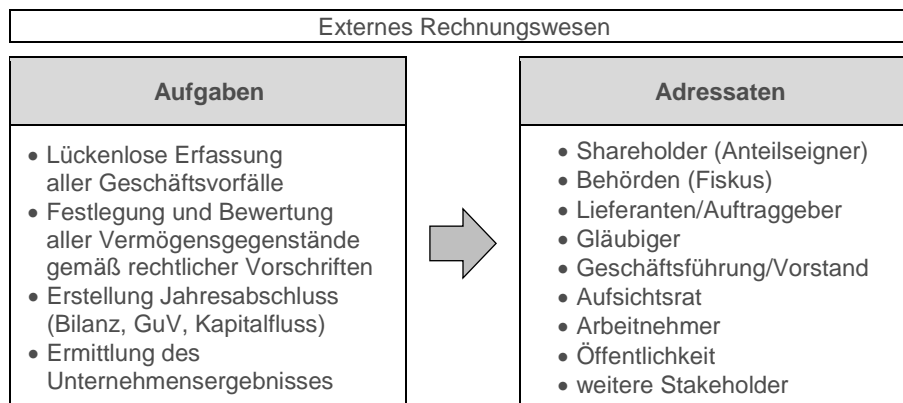 Externes Rechnungswesen
Aufgaben
• Lückenlose Erfassung
aller Geschäftsvorfälle
• Festlegung und Bewertung
aller Vermögensgegenstände
gemäß rechtlicher Vorschriften
• Erstellung Jahresabschluss
(Bilanz, GuV, Kapitalfluss)
• Ermittlung des
Unternehmensergebnisses
Adressaten
• Shareholder (Anteilseigner)
• Behörden (Fiskus)
• Lieferanten/Auftraggeber
• Gläubiger
• Geschäftsführung/Vorstand
• Aufsichtsrat
• Arbeitnehmer
• Öffentlichkeit
• weitere Stakeholder